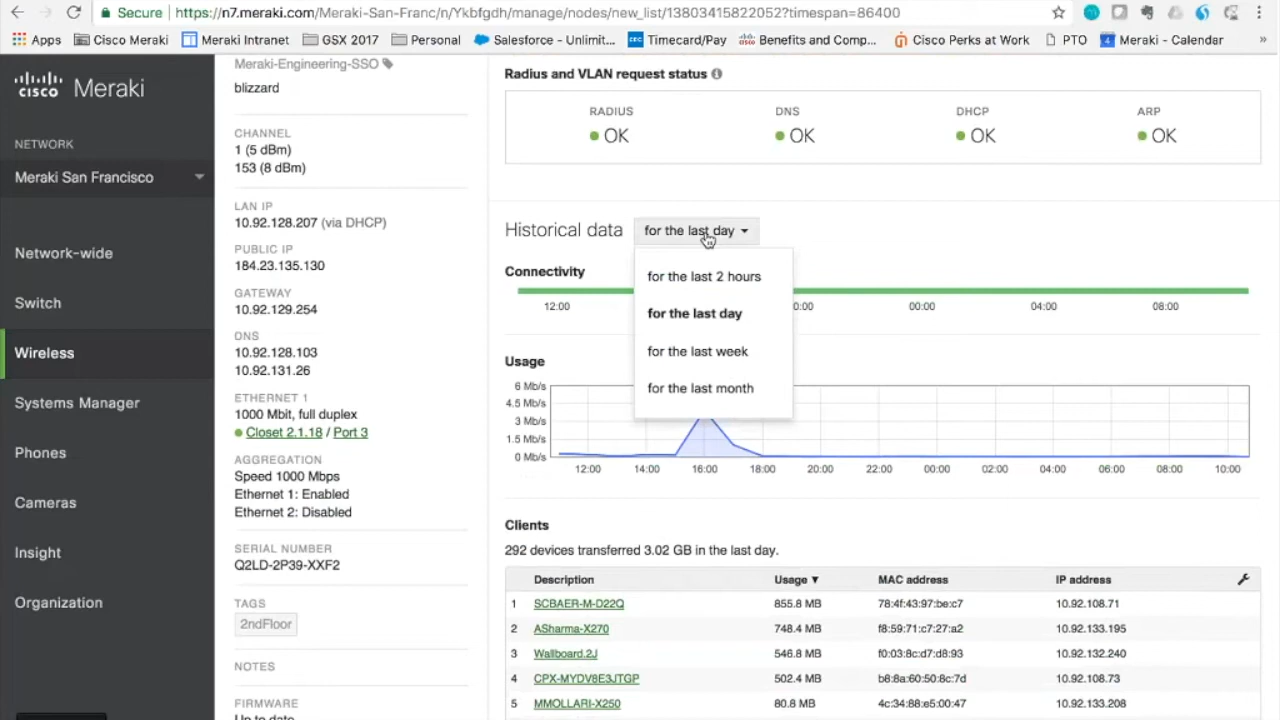 Secure https://n7.meraki.com/Meraki-San-Franc/n/Ykbfgdh/manage/nodes/new_list/13803415822052?timespan=86400
Apps Cisco Meraki Meraki Intranet GSX 2017 Personal Salesforce - Unlimit... Timecard/Pay Benefits and Comp... Cisco Perks at Work PTO Meraki - Calendar »
cisco Meraki
NETWORK
Meraki San Francisco
Network-wide
Switch
Wireless
Systems Manager
Phones
Cameras
Insight
Organization
Meraki-Engineering-SSO
blizzard
CHANNEL
1 (5 dBm)
153 (8 dBm)
LAN IP
10.92.128.207 (via DHCP)
PUBLIC IP
184.23.135.130
GATEWAY
10.92.129.254
DNS
10.92.128.103
10.92.131.26
ETHERNET 1
1000 Mbit, full duplex
Closet 2.1.18 / Port 3
AGGREGATION
Speed 1000 Mbps
Ethernet 1: Enabled
Ethernet 2: Disabled
SERIAL NUMBER
Q2LD-2P39-XXF2
TAGS
2ndFloor
NOTES
FIRMWARE
Up to date
Radius and VLAN request status
RADIUS DNS DHCP ARP
OK OK OK OK
Historical data for the last day
for the last 2 hours
for the last day
for the last week
for the last month
Connectivity
12:00 0:00 00:00 04:00 08:00
Usage
6 Mb/s
4.5 Mb/s
3 Mb/s
1.5 Mb/s
0 Mb/s
12:00 14:00 16:00 18:00 20:00 22:00 00:00 02:00 04:00 06:00 08:00 10:00
Clients
292 devices transferred 3.02 GB in the last day.
Description Usage ▼ MAC address IP address
1 SCBAER-M-D22Q 855.8 MB 78:4f:43:97:be:c7 10.92.108.71
2 ASharma-X270 748.4 MB f8:59:71:c7:27:a2 10.92.133.195
3 Wallboard.2J 546.8 MB f0:03:8c:d7:d8:93 10.92.132.240
4 CPX-MYDV8E3JTGP 502.4 MB b8:8a:60:50:8c:7d 10.92.108.73
5 MMOLLARI-X250 80.8 MB 4c:34:88:e5:00:47 10.92.133.208